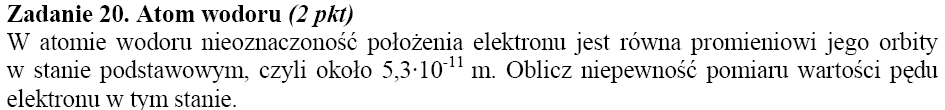 Zadanie 20. Atom wodoru (2 pkt)
W atomie wodoru nieoznaczoność położenia elektronu jest równa promieniowi jego orbity
w stanie podstawowym, czyli około 5,3·10⁻¹¹ m. Oblicz niepewność pomiaru wartości pędu
elektronu w tym stanie.